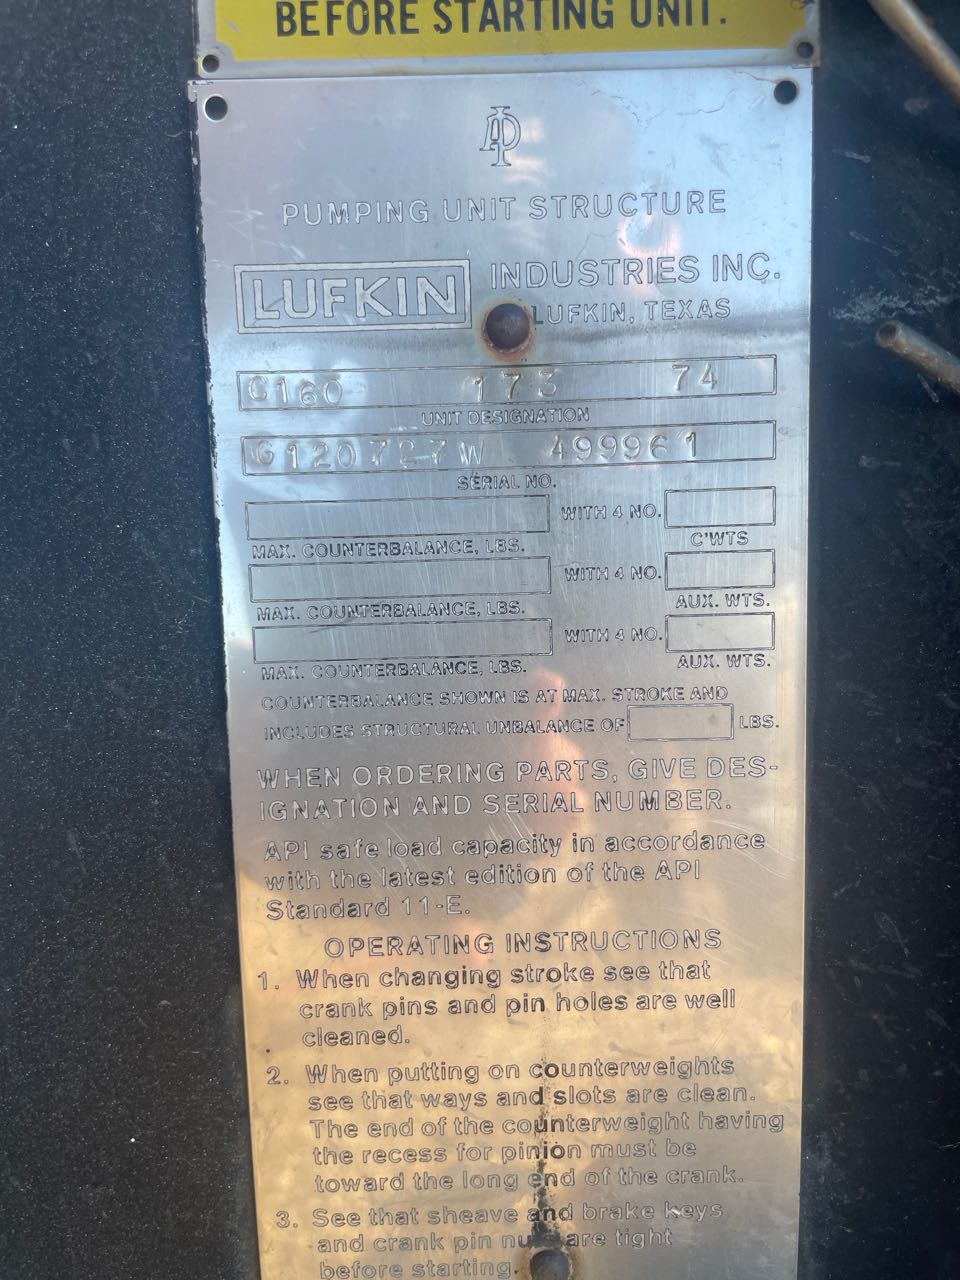 BEFORE STARTING UNIT.
API
PUMPING UNIT STRUCTURE
LUFKIN INDUSTRIES INC.
LUFKIN, TEXAS
G160 173 74
UNIT DESIGNATION
G120727W 499961
SERIAL NO.
MAX. COUNTERBALANCE, LBS. WITH 4 NO. C'WTS
MAX. COUNTERBALANCE, LBS. WITH 4 NO. AUX. WTS.
MAX. COUNTERBALANCE, LBS. WITH 4 NO. AUX. WTS.
COUNTERBALANCE SHOWN IS AT MAX. STROKE AND
INCLUDES STRUCTURAL UNBALANCE OF LBS.
WHEN ORDERING PARTS, GIVE DES-
IGNATION AND SERIAL NUMBER.
API safe load capacity in accordance
with the latest edition of the API
Standard 11-E.
OPERATING INSTRUCTIONS
1. When changing stroke see that
crank pins and pin holes are well
cleaned.
2. When putting on counterweights
see that ways and slots are clean.
The end of the counterweight having
the recess for pinion must be
toward the long end of the crank.
3. See that sheave and brake keys
and crank pin are tight
before starting.